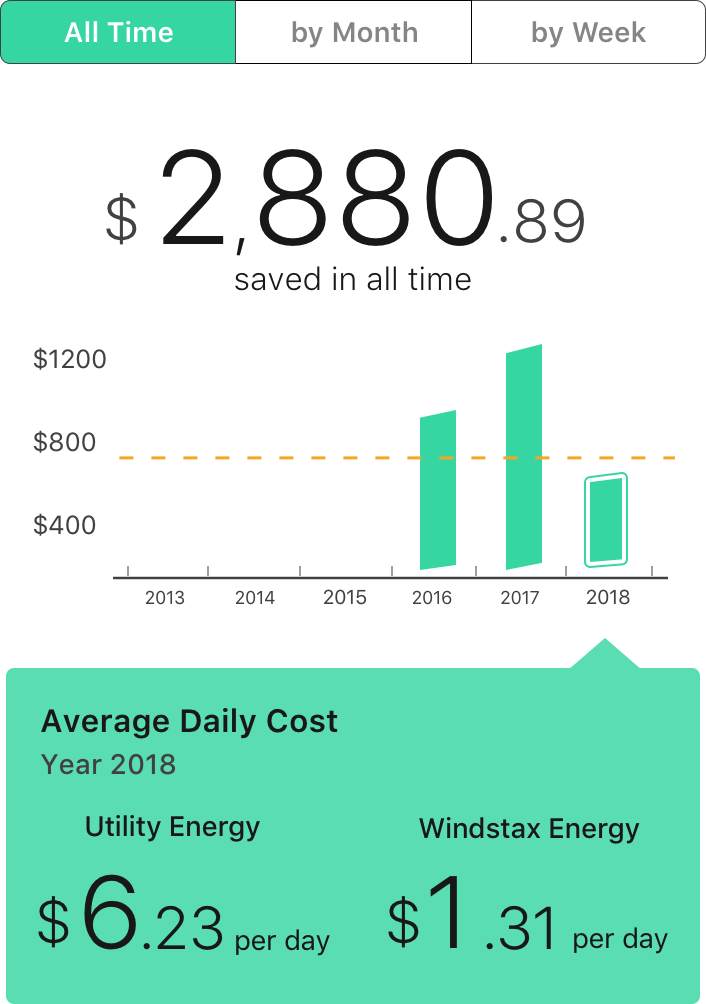 All Time by Month by Week
$ 2,880.89
saved in all time
$1200
$800
$400
2013 2014 2015 2016 2017 2018
Average Daily Cost
Year 2018
Utility Energy Windstax Energy
$6.23 per day $1.31 per day